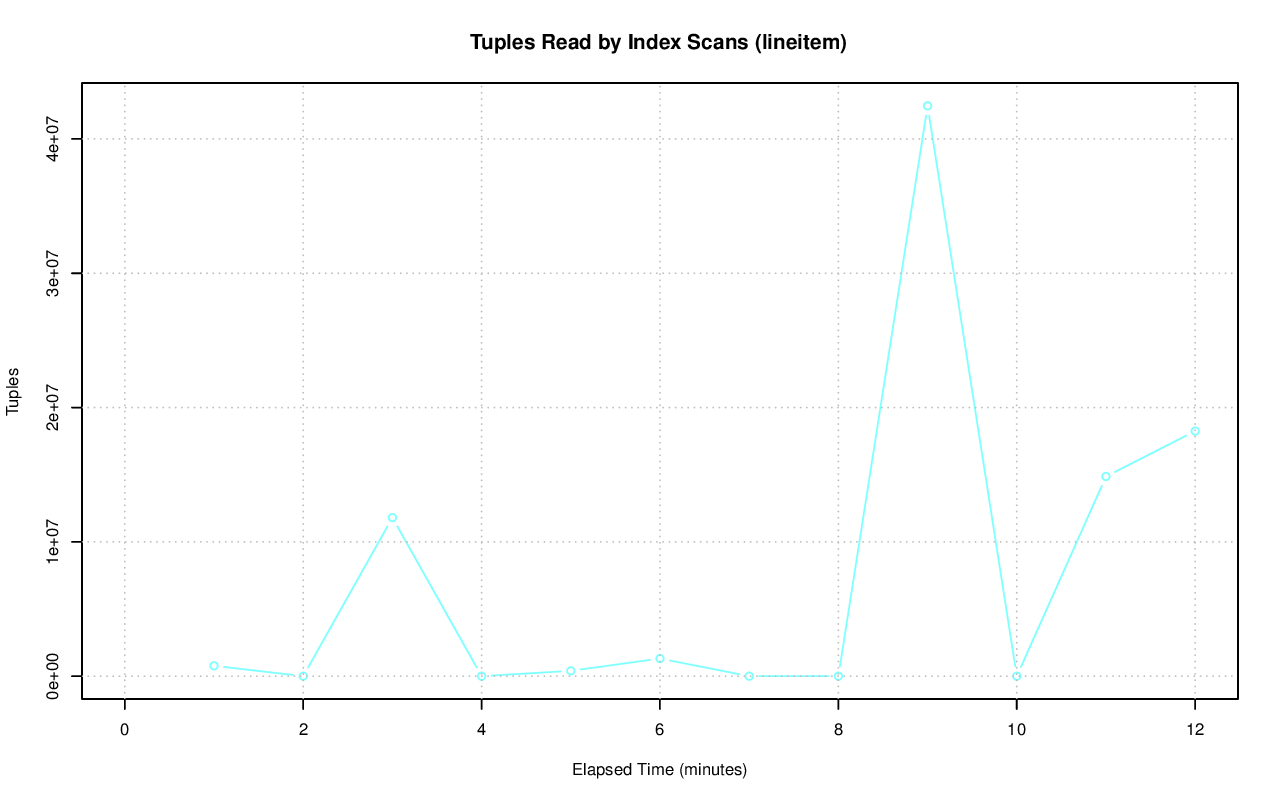 Tuples Read by Index Scans (lineitem)
4e+07
3e+07
2e+07
1e+07
0e+00
Tuples
0 2 4 6 8 10 12
Elapsed Time (minutes)